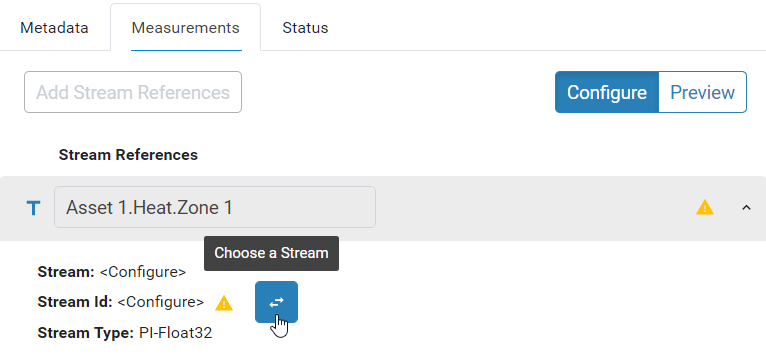 Metadata Measurements Status
Add Stream References Configure Preview
Stream References
T Asset 1.Heat.Zone 1
Choose a Stream
Stream: <Configure>
Stream Id: <Configure>
Stream Type: PI-Float32